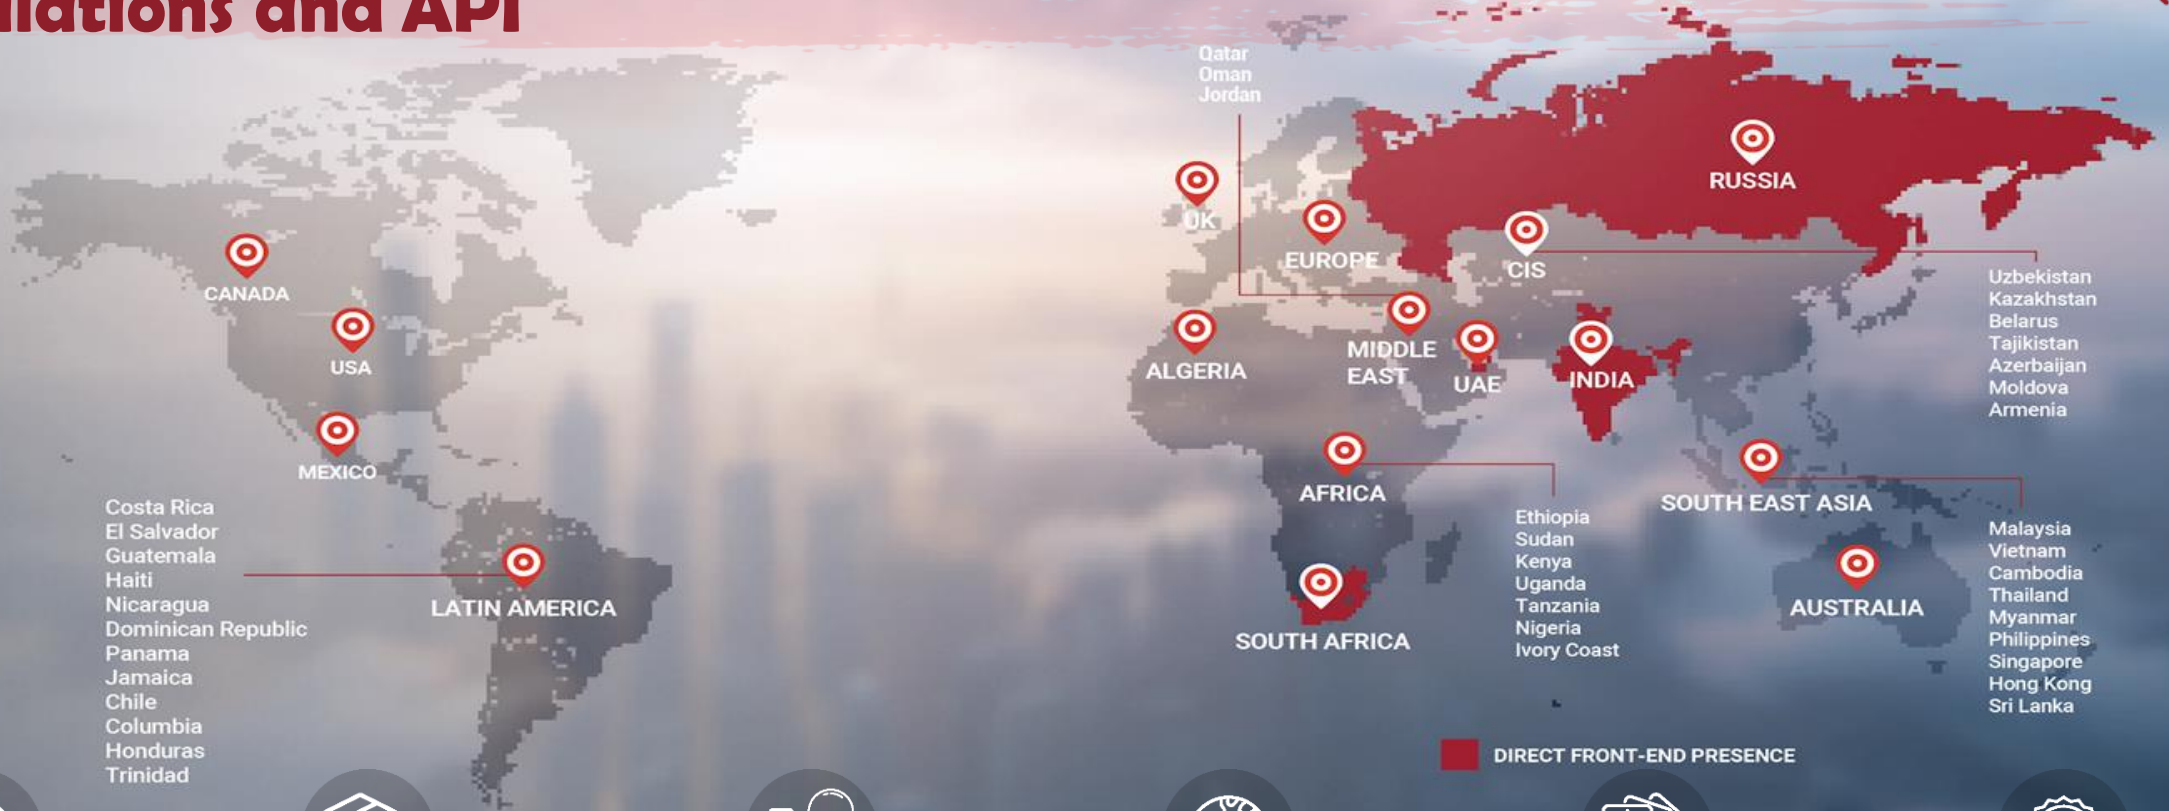 and API
Qatar
Oman
Jordan
RUSSIA
UK
EUROPE
CIS
CANADA
USA
MEXICO
ALGERIA
MIDDLE
EAST
UAE
INDIA
Uzbekistan
Kazakhstan
Belarus
Tajikistan
Azerbaijan
Moldova
Armenia
AFRICA
SOUTH EAST ASIA
Costa Rica
El Salvador
Guatemala
Haiti
Nicaragua
Dominican Republic
Panama
Jamaica
Chile
Columbia
Honduras
Trinidad
LATIN AMERICA
Ethiopia
Sudan
Kenya
Uganda
Tanzania
Nigeria
Ivory Coast
SOUTH AFRICA
AUSTRALIA
Malaysia
Vietnam
Cambodia
Thailand
Myanmar
Philippines
Singapore
Hong Kong
Sri Lanka
DIRECT FRONT-END PRESENCE